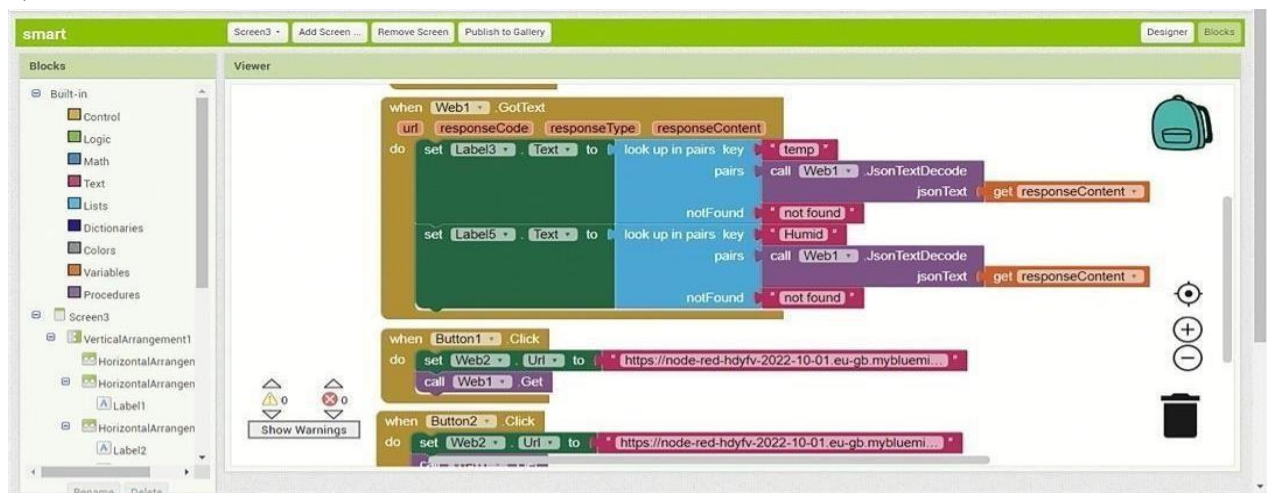 smart Screen3 Add Screen ... Remove Screen Publish to Gallery Designer Blocks
Blocks Viewer
Built-in
Control
Logic
Math
Text
Lists
Dictionaries
Colors
Variables
Procedures
Screen3
VerticalArrangement1
HorizontalArrangen
HorizontalArrangen
Label1
HorizontalArrangen
Label2
Rename Delete
when Web1 .GotText
url responseCode responseType responseContent
do set Label3 . Text to look up in pairs key " temp "
pairs call Web1 .JsonTextDecode
jsonText get responseContent
notFound " not found "
set Label5 . Text to look up in pairs key " Humid "
pairs call Web1 .JsonTextDecode
jsonText get responseContent
notFound " not found "
when Button1 .Click
do set Web2 . Url to " https://node-red-hdyfv-2022-10-01.eu-gb.mybluemi... "
call Web1 .Get
when Button2 .Click
do set Web2 . Url to " https://node-red-hdyfv-2022-10-01.eu-gb.mybluemi... "
0 0
Show Warnings